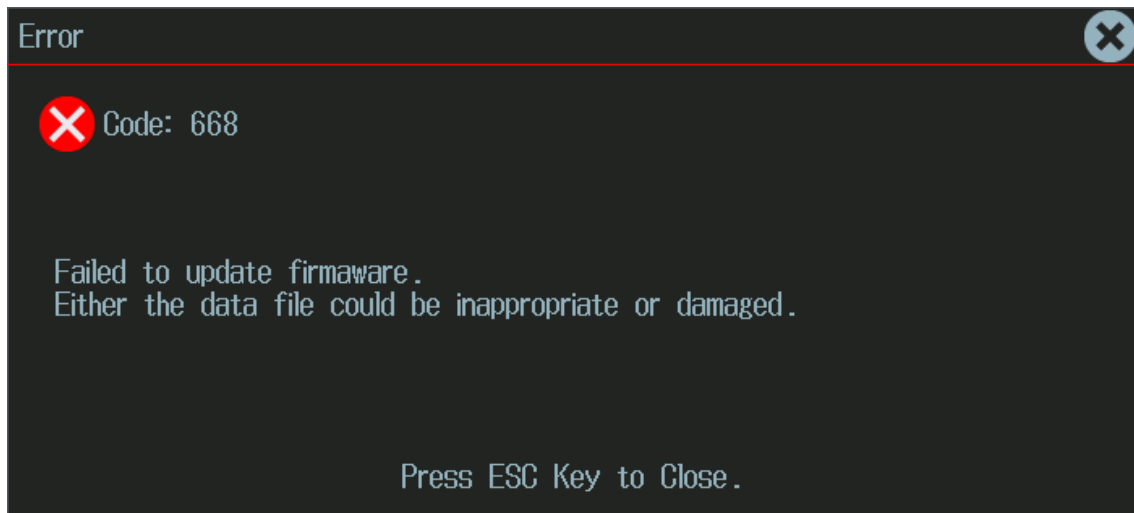 Error
Code: 668
Failed to update firmaware.
Either the data file could be inappropriate or damaged.
Press ESC Key to Close.